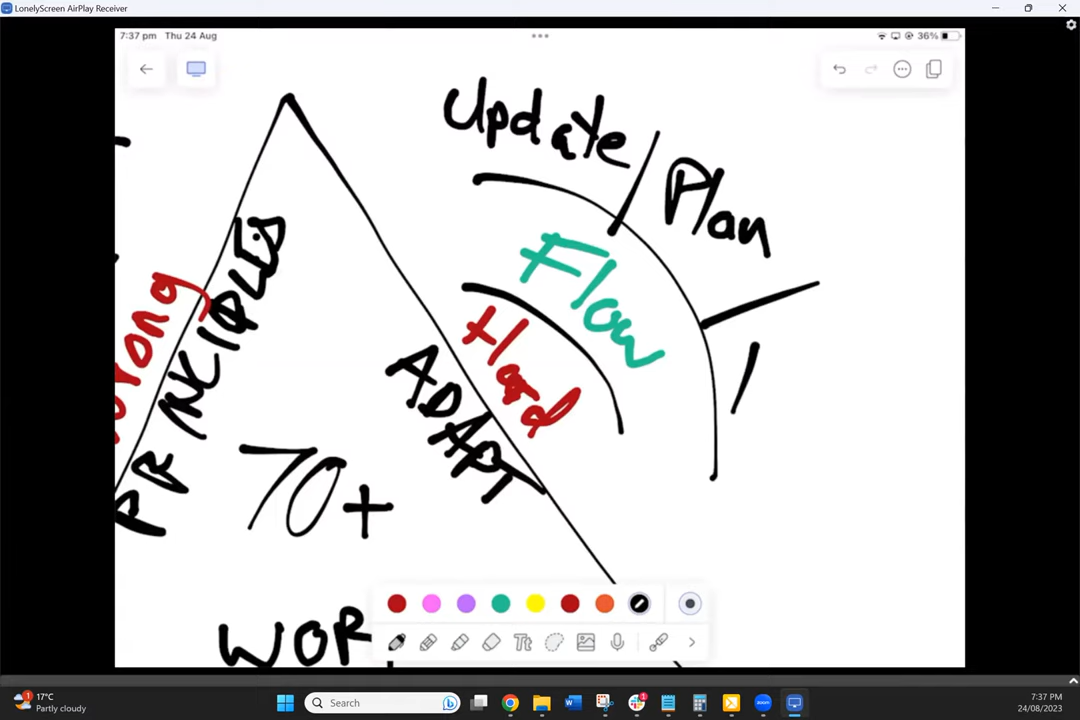 LonelyScreen AirPlay Receiver
7:37 pm Thu 24 Aug
36%
Update / Plan
Flow
Hard
PRINCIPLES
ADAPT
70+
WOR
Tt
Search
17°C
Partly cloudy
7:37 PM
24/08/2023